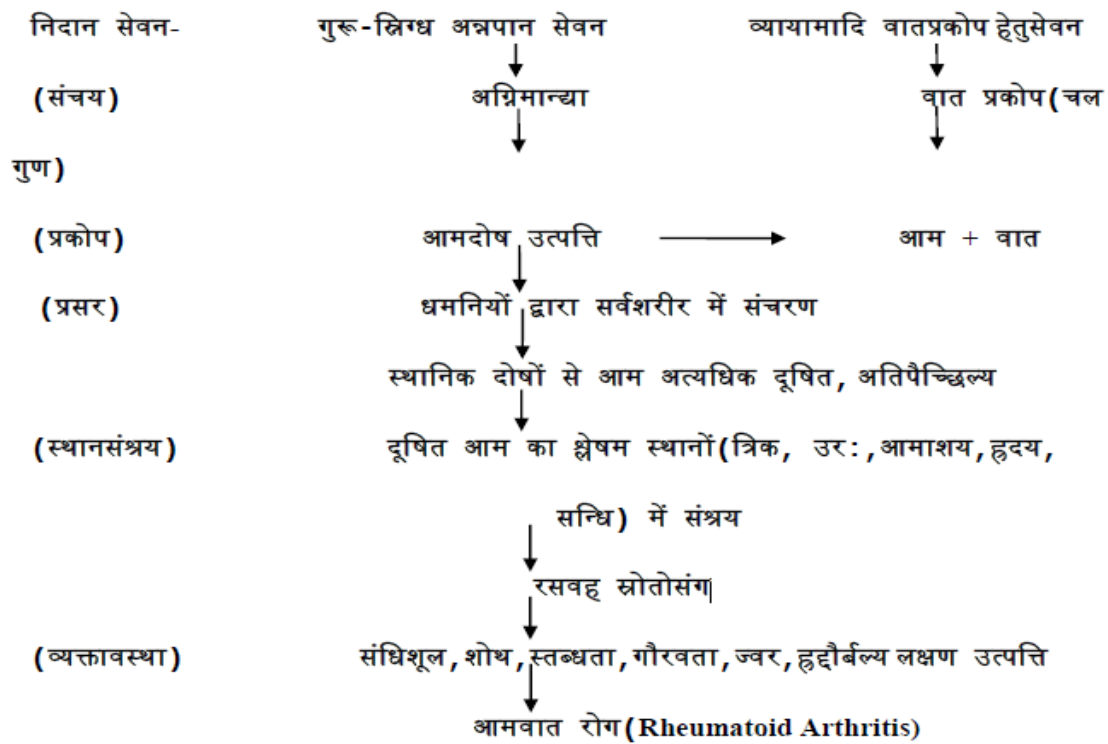 निदान सेवन- गुरू-स्निग्ध अन्नपान सेवन व्यायामादि वातप्रकोप हेतुसेवन
(संचय) अग्निमान्द्या वात प्रकोप(चल
गुण)
(प्रकोप) आमदोष उत्पत्ति आम + वात
(प्रसर) धमनियों द्वारा सर्वशरीर में संचरण
स्थानिक दोषों से आम अत्यधिक दूषित, अतिपैच्छिल्य
(स्थानसंश्रय) दूषित आम का श्लेषम स्थानों(त्रिक, उर:,आमाशय,ह्रदय,
सन्धि) में संश्रय
रसवह स्रोतोसंग
(व्यक्तावस्था) संधिशूल,शोथ,स्तब्धता,गौरवता,ज्वर,ह्रद्दौर्बल्य लक्षण उत्पत्ति
आमवात रोग(Rheumatoid Arthritis)